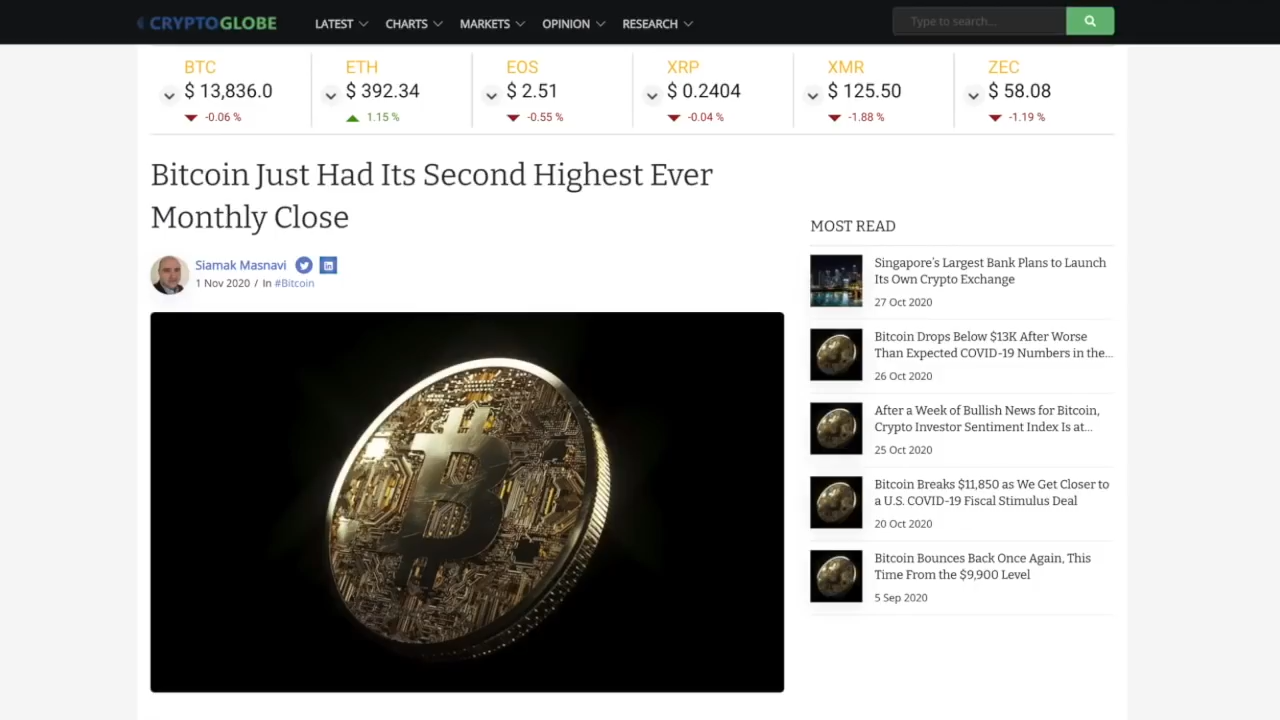 CRYPTOGLOBE LATEST CHARTS MARKETS OPINION RESEARCH Type to search...
BTC ETH EOS XRP XMR ZEC
$ 13,836.0 $ 392.34 $ 2.51 $ 0.2404 $ 125.50 $ 58.08
-0.06 % 1.15 % -0.55 % -0.04 % -1.88 % -1.19 %
Bitcoin Just Had Its Second Highest Ever
Monthly Close
Siamak Masnavi
1 Nov 2020 / In #Bitcoin
MOST READ
Singapore's Largest Bank Plans to Launch
Its Own Crypto Exchange
27 Oct 2020
Bitcoin Drops Below $13K After Worse
Than Expected COVID-19 Numbers in the...
26 Oct 2020
After a Week of Bullish News for Bitcoin,
Crypto Investor Sentiment Index Is at...
25 Oct 2020
Bitcoin Breaks $11,850 as We Get Closer to
a U.S. COVID-19 Fiscal Stimulus Deal
20 Oct 2020
Bitcoin Bounces Back Once Again, This
Time From the $9,900 Level
5 Sep 2020